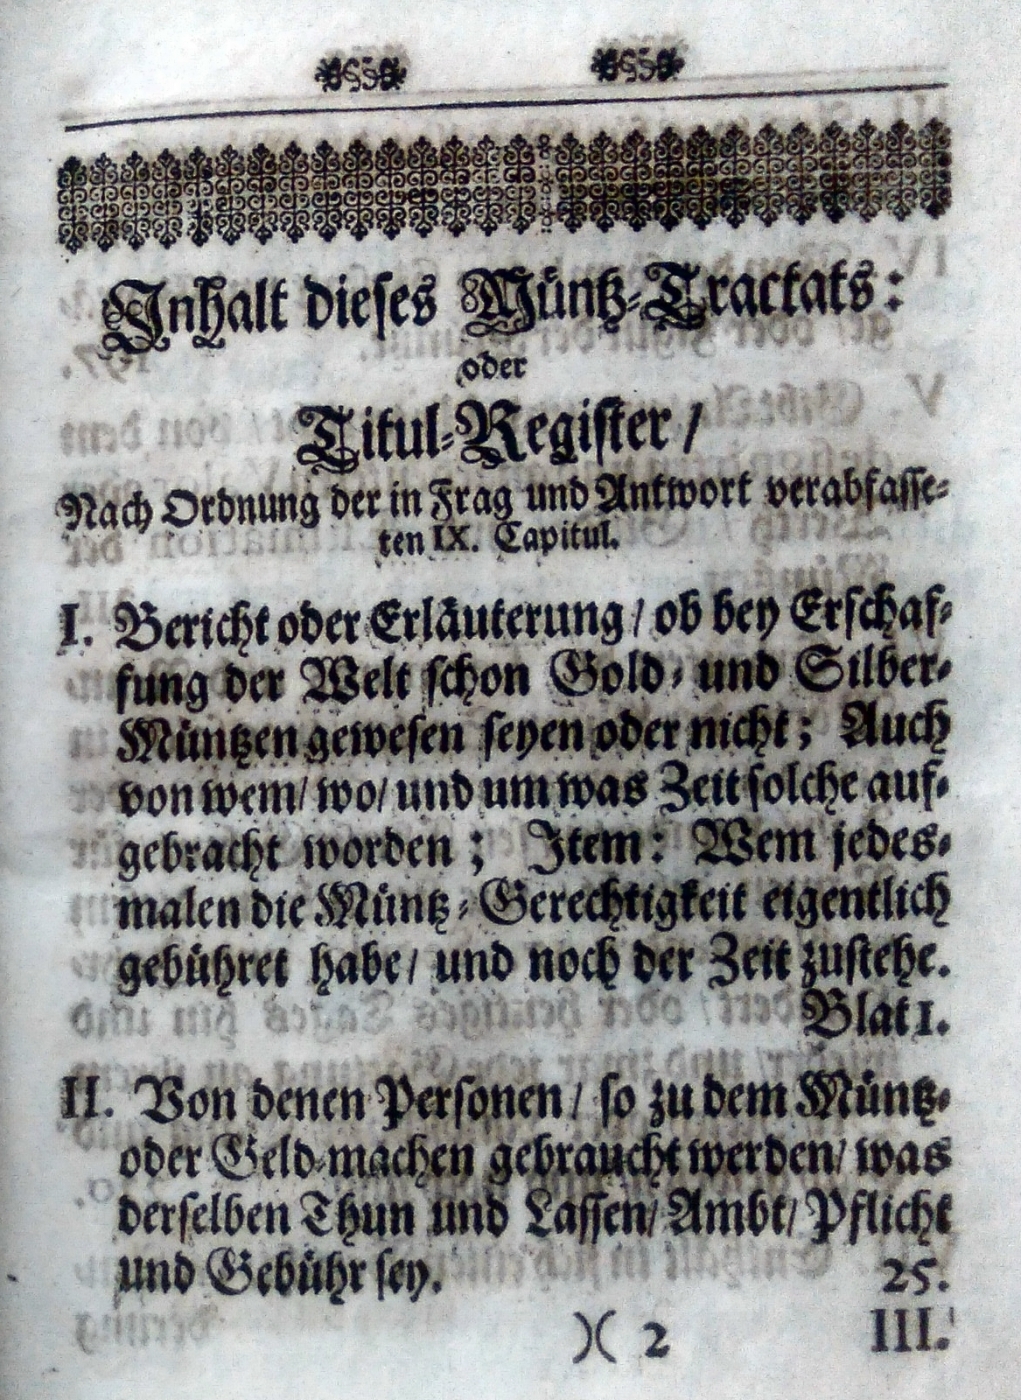 Inhalt dieses Müntz-Tractats:
oder
Titul-Register /
Nach Ordnung der in Frag und Antwort verabfasse-
ten IX. Capitul.
I. Bericht oder Erläuterung / ob bey Erschaf-
fung der Welt schon Gold- und Silber-
Müntzen gewesen seyen oder nicht; Auch
von wem/ wo/ und um was Zeit solche auf-
gebracht worden; Item: Wem jedes-
malen die Müntz-Gerechtigkeit eigentlich
gebühret habe/ und noch der Zeit zustehe.
Blat 1.
II. Von denen Personen/ so zu dem Müntz-
oder Geld-machen gebraucht werden/ was
derselben Thun und Lassen/ Ambt/ Pflicht
und Gebühr sey. 25.
)( 2 III.